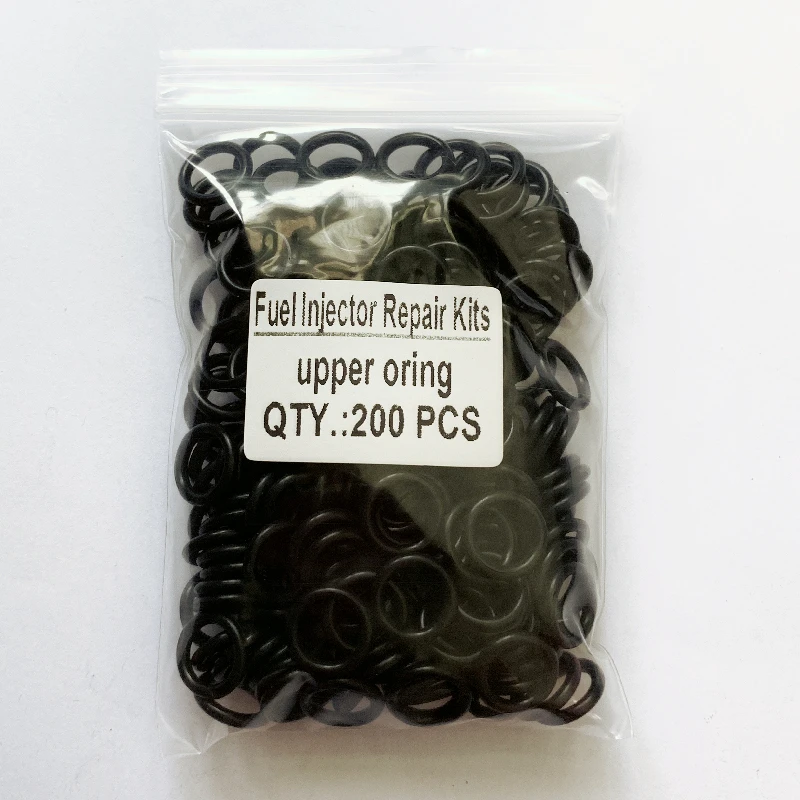 Fuel Injector Repair Kits
upper oring
QTY.:200 PCS